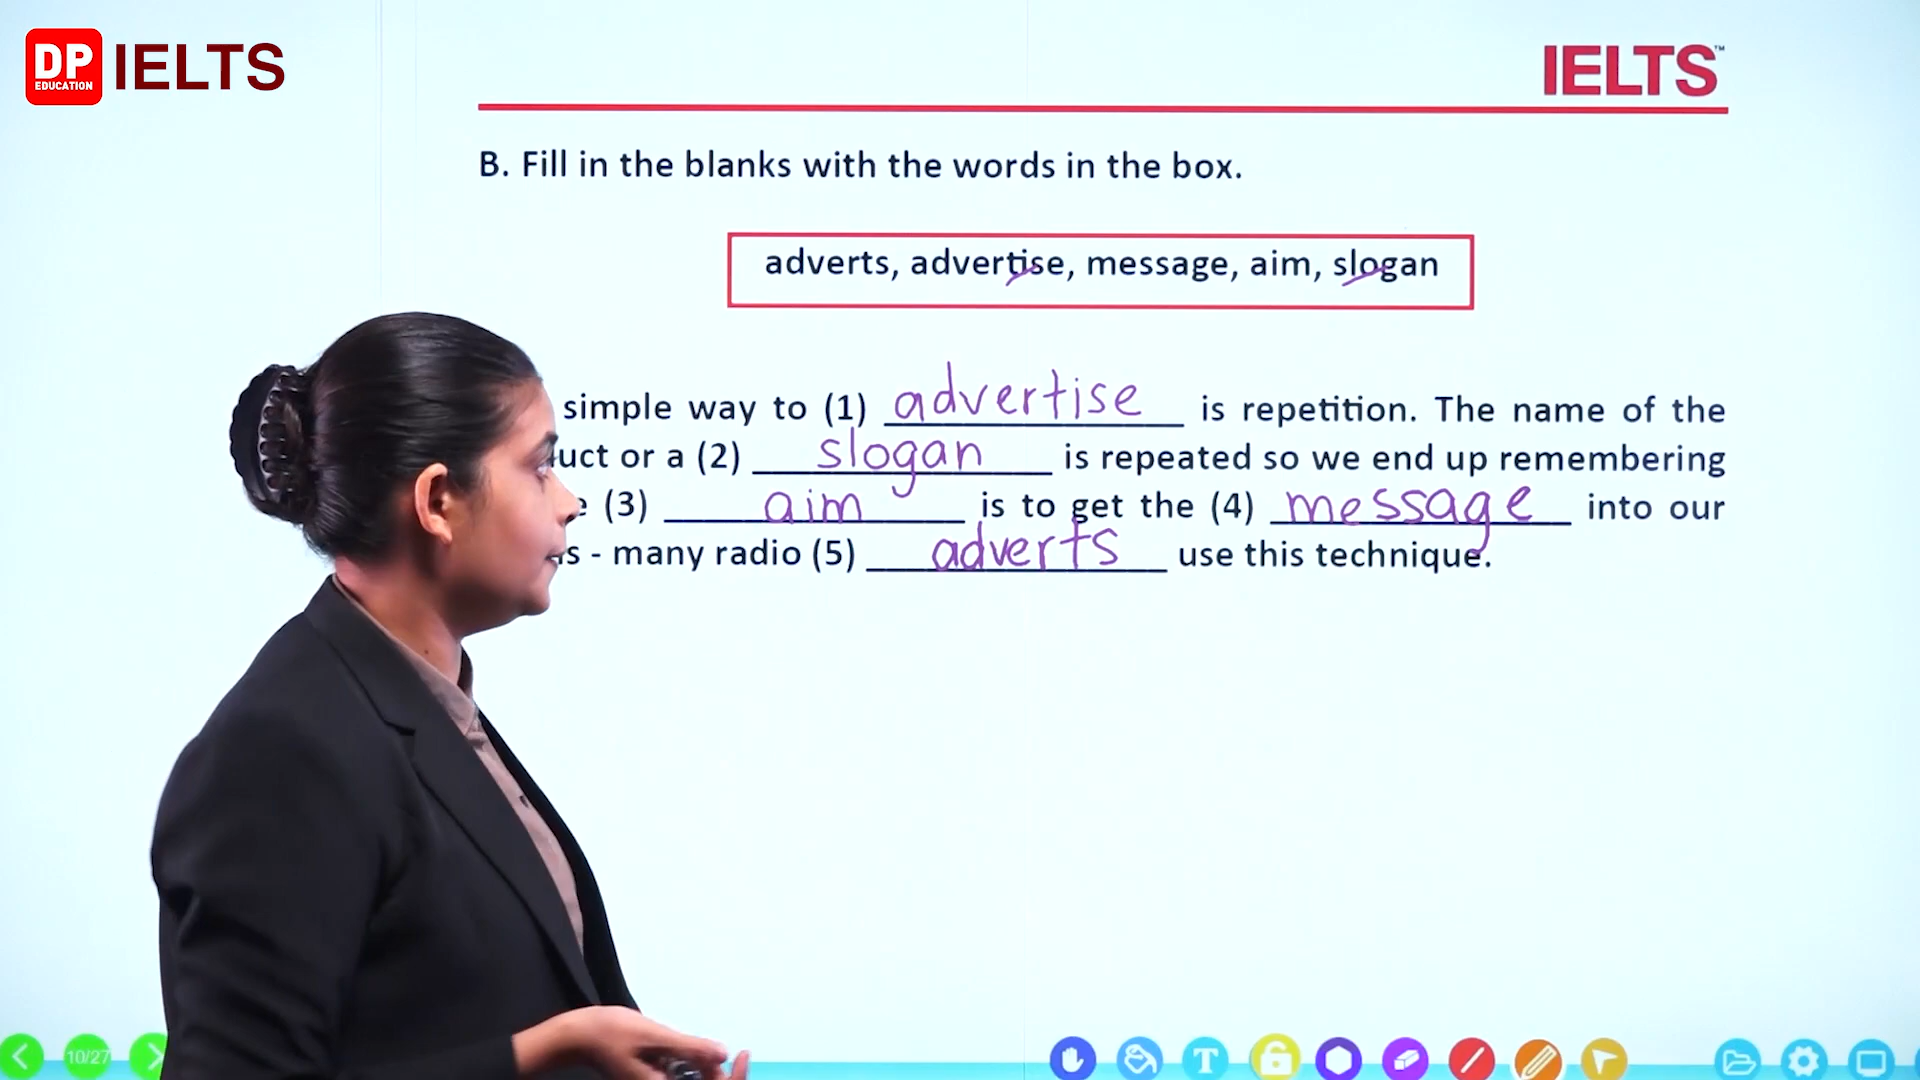 DP EDUCATION IELTS
IELTS™
B. Fill in the blanks with the words in the box.
adverts, advertise, message, aim, slogan
simple way to (1) advertise is repetition. The name of the
or a (2) slogan is repeated so we end up remembering
(3) aim is to get the (4) message into our
- many radio (5) adverts use this technique.
10/27
T